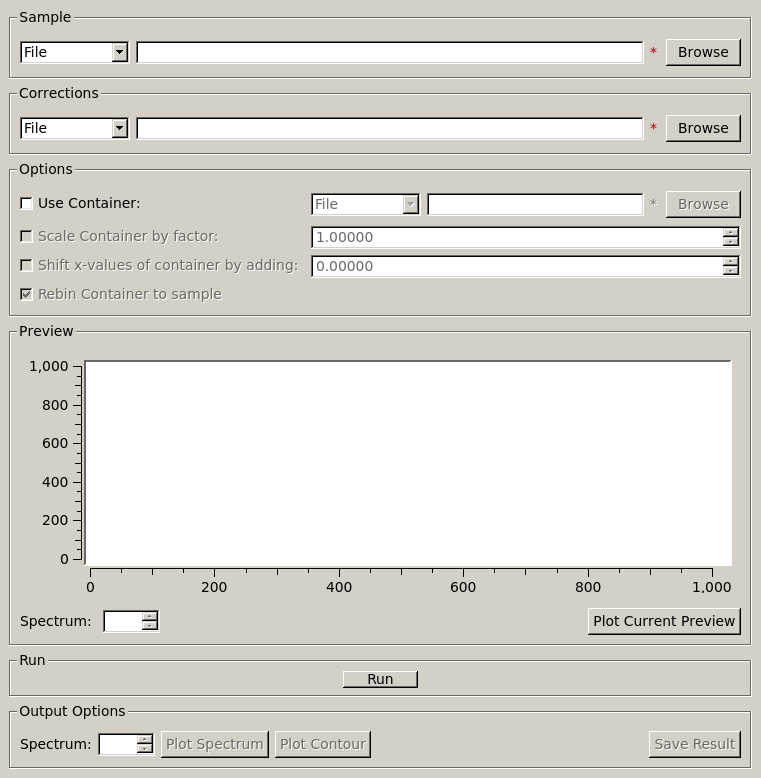 Sample
File * Browse
Corrections
File * Browse
Options
Use Container: File * Browse
Scale Container by factor: 1.00000
Shift x-values of container by adding: 0.00000
Rebin Container to sample
Preview
1,000
800
600
400
200
0
0 200 400 600 800 1,000
Spectrum: Plot Current Preview
Run
Run
Output Options
Spectrum: Plot Spectrum Plot Contour Save Result